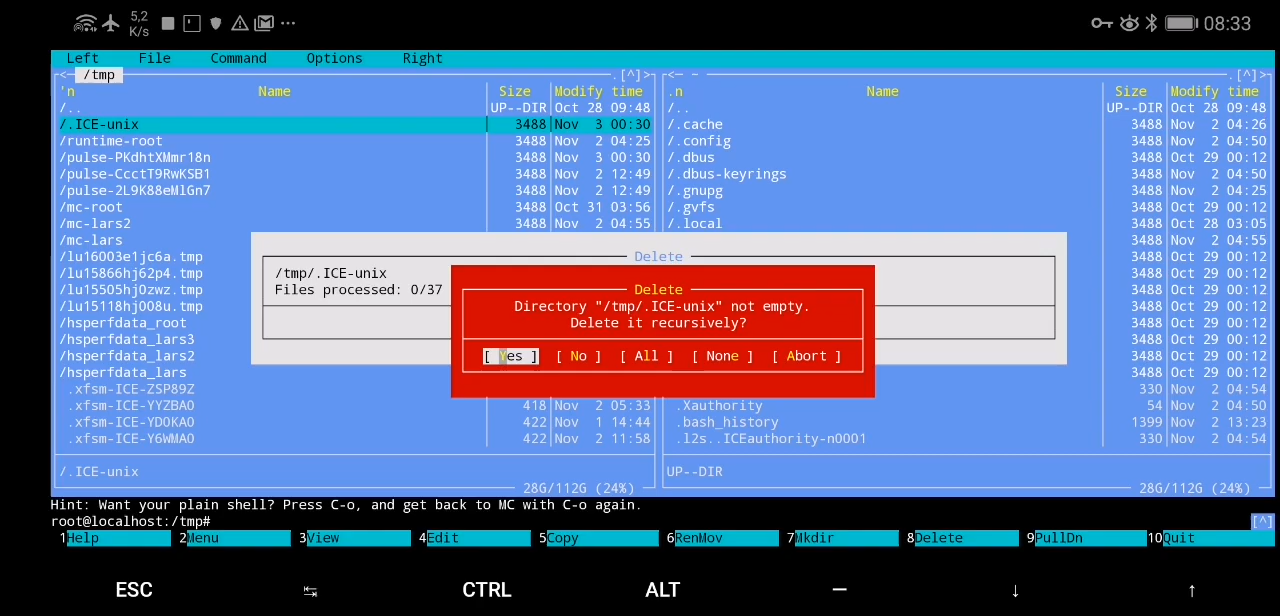 5,2 K/s 08:33
Left File Command Options Right
<─ /tmp .[^]> <─ ~ .[^]>
'n Name Size Modify time .n Name Size Modify time
/.. UP--DIR Oct 28 09:48 /.. UP--DIR Oct 28 09:48
/.ICE-unix 3488 Nov 3 00:30 /.cache 3488 Nov 2 04:26
/runtime-root 3488 Nov 2 04:25 /.config 3488 Nov 2 04:50
/pulse-PKdhtXMmr18n 3488 Nov 3 00:30 /.dbus 3488 Oct 29 00:12
/pulse-CcctT9RwKSB1 3488 Nov 2 12:49 /.dbus-keyrings 3488 Nov 2 04:50
/pulse-2L9K88eMlGn7 3488 Nov 2 12:49 /.gnupg 3488 Nov 2 04:25
/mc-root 3488 Oct 31 03:56 /.gvfs 3488 Oct 29 00:12
/mc-lars2 3488 Nov 2 04:55 /.local 3488 Oct 28 03:05
/mc-lars 3488 Nov 2 04:55
/lu16003e1jc6a.tmp 3488 Oct 29 00:12
/lu15866hj62p4.tmp 3488 Oct 29 00:12
/lu15505hj0zwz.tmp 3488 Oct 29 00:12
/lu15118hj008u.tmp 3488 Oct 29 00:12
/hsperfdata_root 3488 Oct 29 00:12
/hsperfdata_lars3 3488 Oct 29 00:12
/hsperfdata_lars2 3488 Oct 29 00:12
/hsperfdata_lars 3488 Oct 29 00:12
.xfsm-ICE-ZSP89Z 330 Nov 2 04:54
.xfsm-ICE-YYZBA0 418 Nov 2 05:33 .Xauthority 54 Nov 2 04:50
.xfsm-ICE-YDOKA0 422 Nov 1 14:44 .bash_history 1399 Nov 2 13:23
.xfsm-ICE-Y6WMA0 422 Nov 2 11:58 .l2s..ICEauthority-n0001 330 Nov 2 04:54
Delete
/tmp/.ICE-unix
Files processed: 0/37
Delete
Directory "/tmp/.ICE-unix" not empty.
Delete it recursively?
[ Yes ] [ No ] [ All ] [ None ] [ Abort ]
/.ICE-unix UP--DIR
28G/112G (24%) 28G/112G (24%)
Hint: Want your plain shell? Press C-o, and get back to MC with C-o again.
root@localhost:/tmp# [^]
1Help 2Menu 3View 4Edit 5Copy 6RenMov 7Mkdir 8Delete 9PullDn 10Quit
ESC ↹ CTRL ALT — ↓ ↑